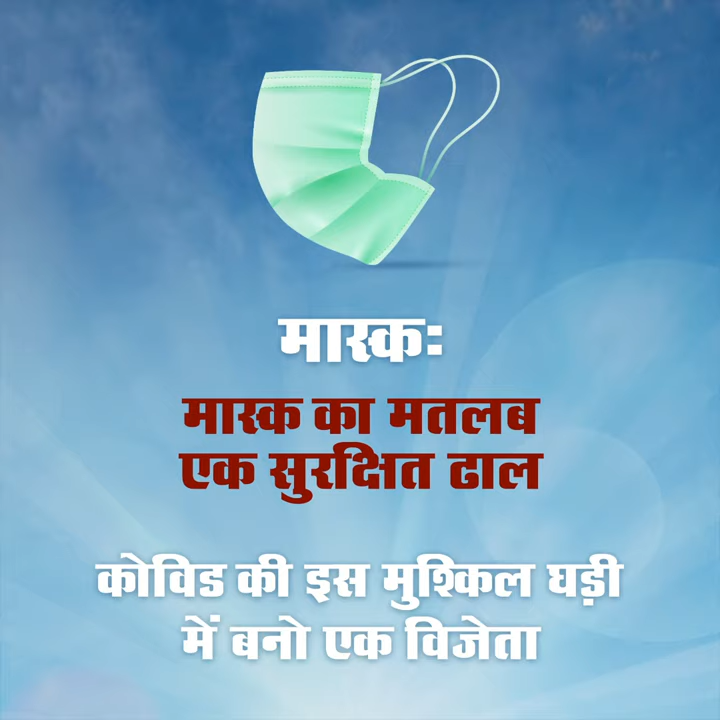 मास्क:
मास्क का मतलब
एक सुरक्षित ढाल
कोविड की इस मुश्किल घड़ी
में बनो एक विजेता